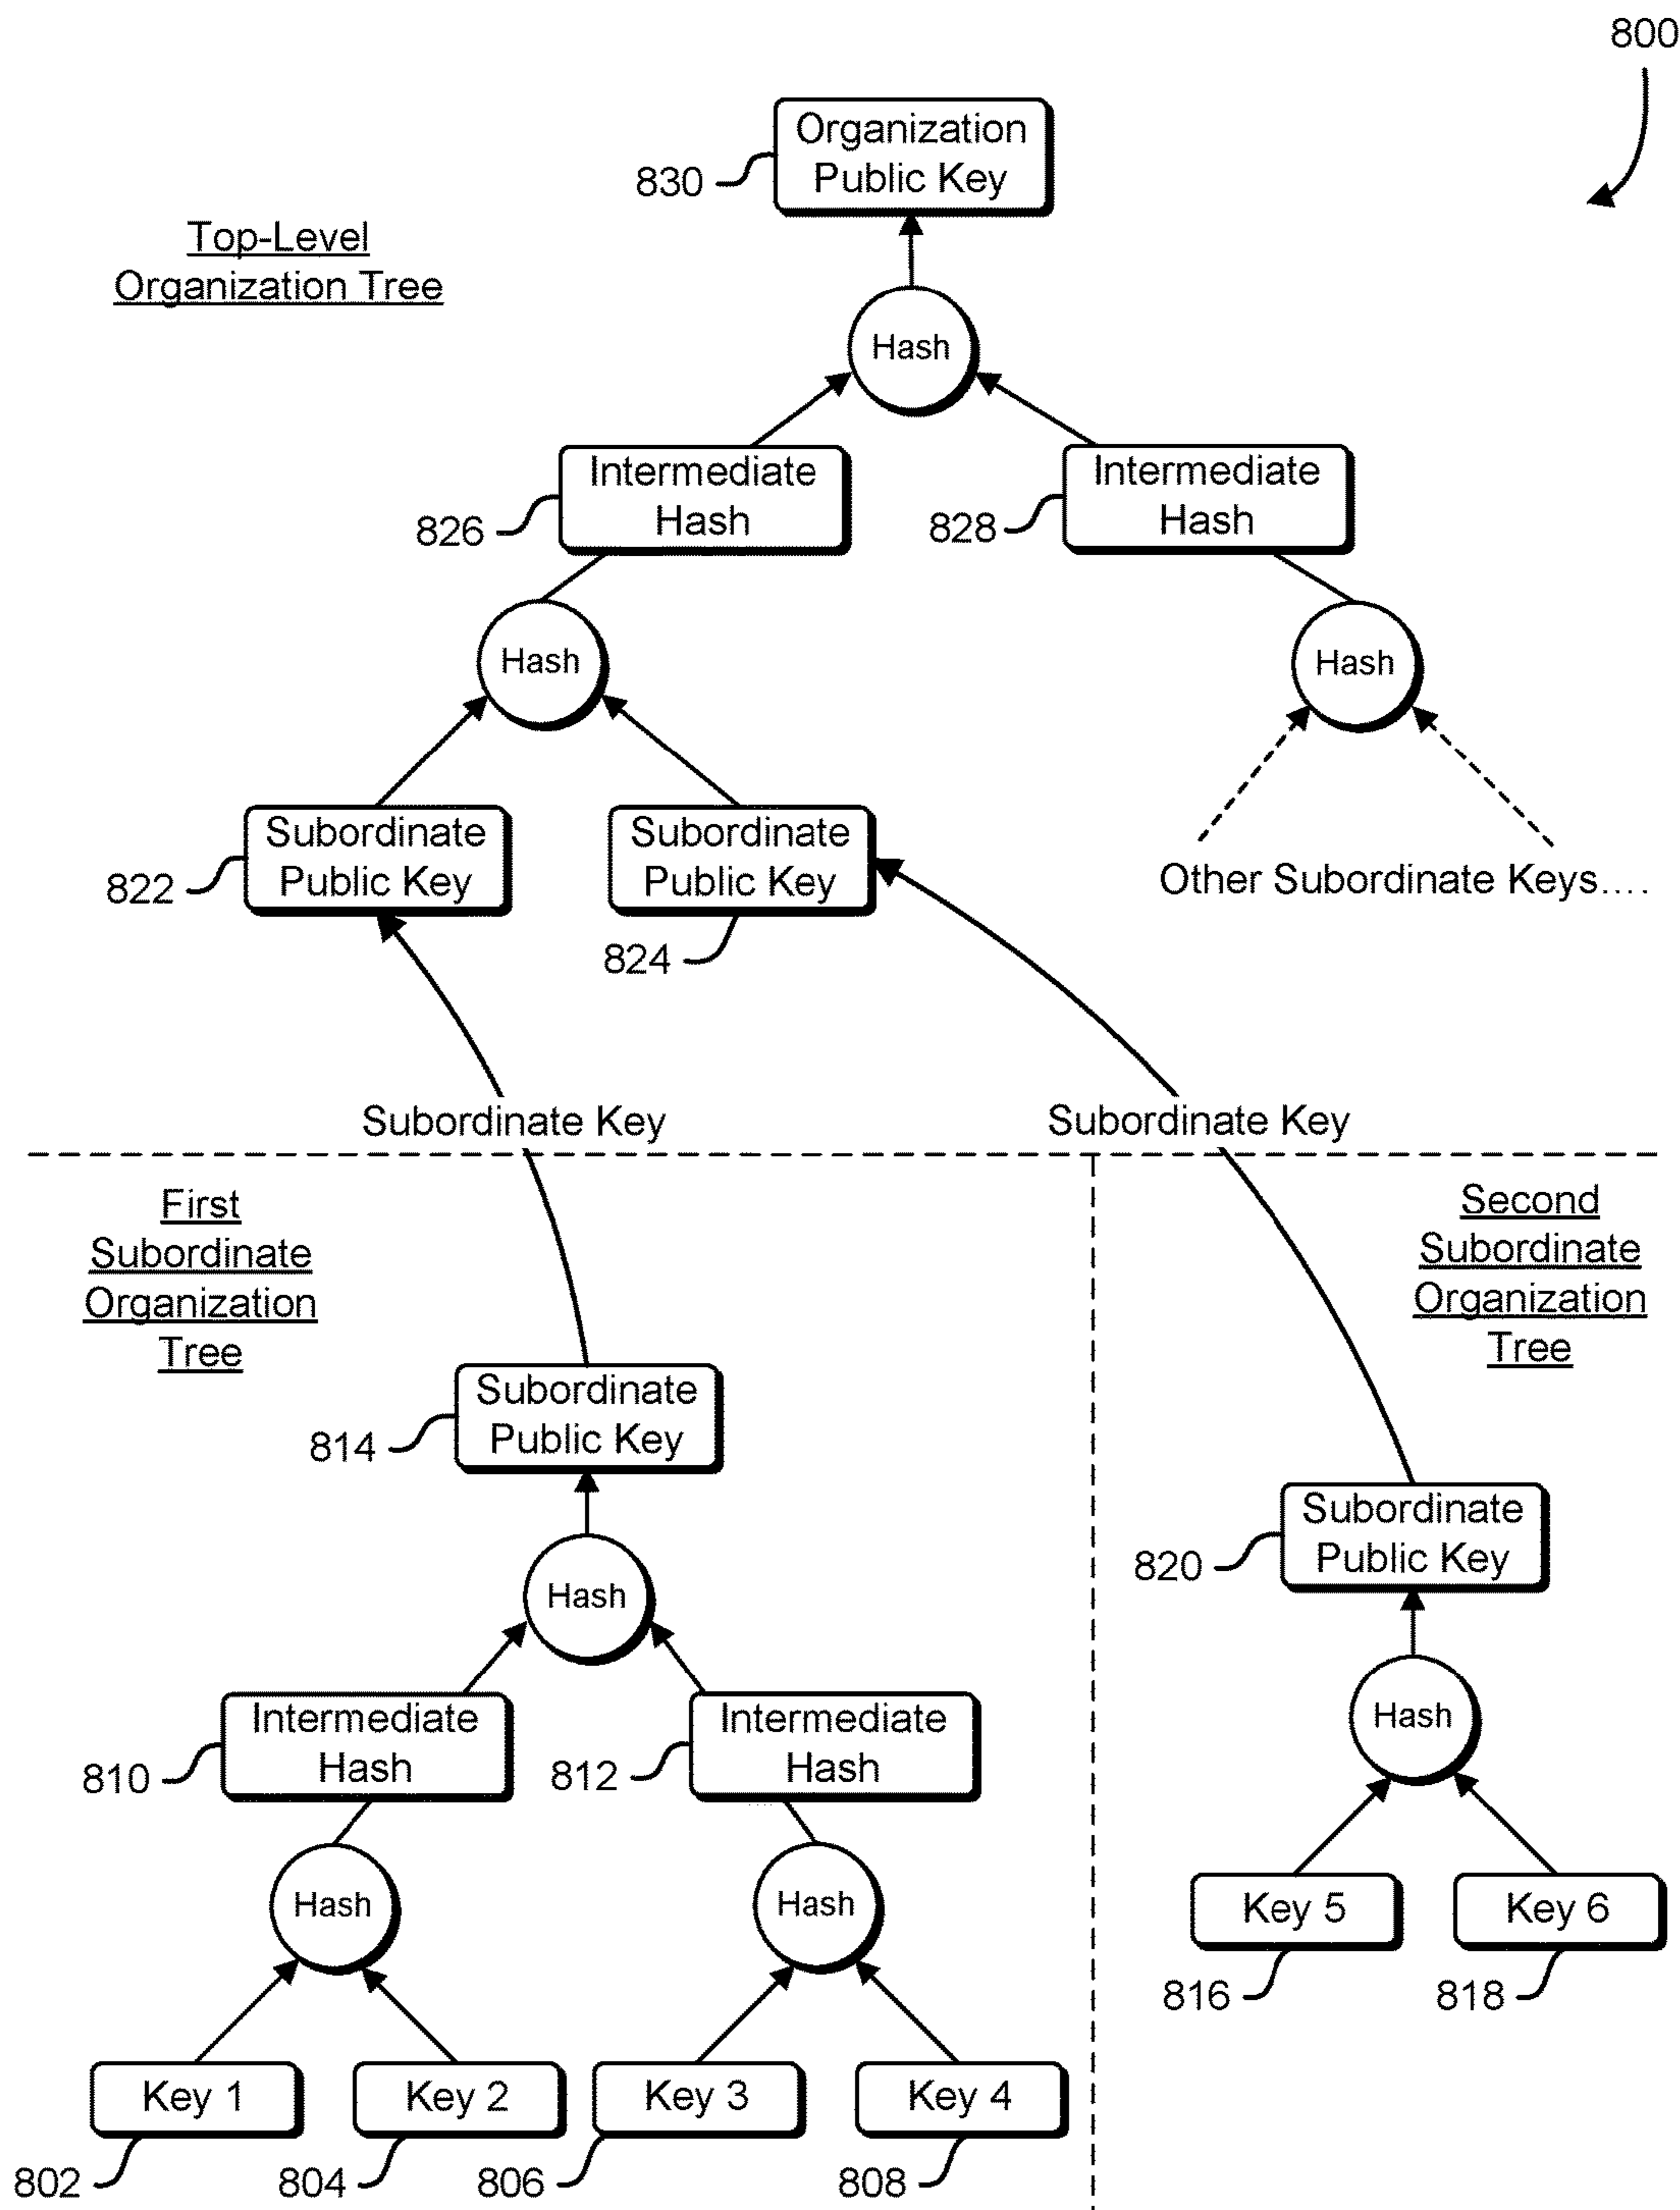 800
Organization
Public Key
830
Top-Level
Organization Tree
Hash
Intermediate
Hash
826
Intermediate
Hash
828
Hash
Hash
Subordinate
Public Key
822
Subordinate
Public Key
824
Other Subordinate Keys....
Subordinate Key
Subordinate Key
First
Subordinate
Organization
Tree
Second
Subordinate
Organization
Tree
Subordinate
Public Key
814
Subordinate
Public Key
820
Hash
Intermediate
Hash
810
Intermediate
Hash
812
Hash
Hash
Hash
Key 5
Key 6
816
818
Key 1
Key 2
Key 3
Key 4
802
804
806
808